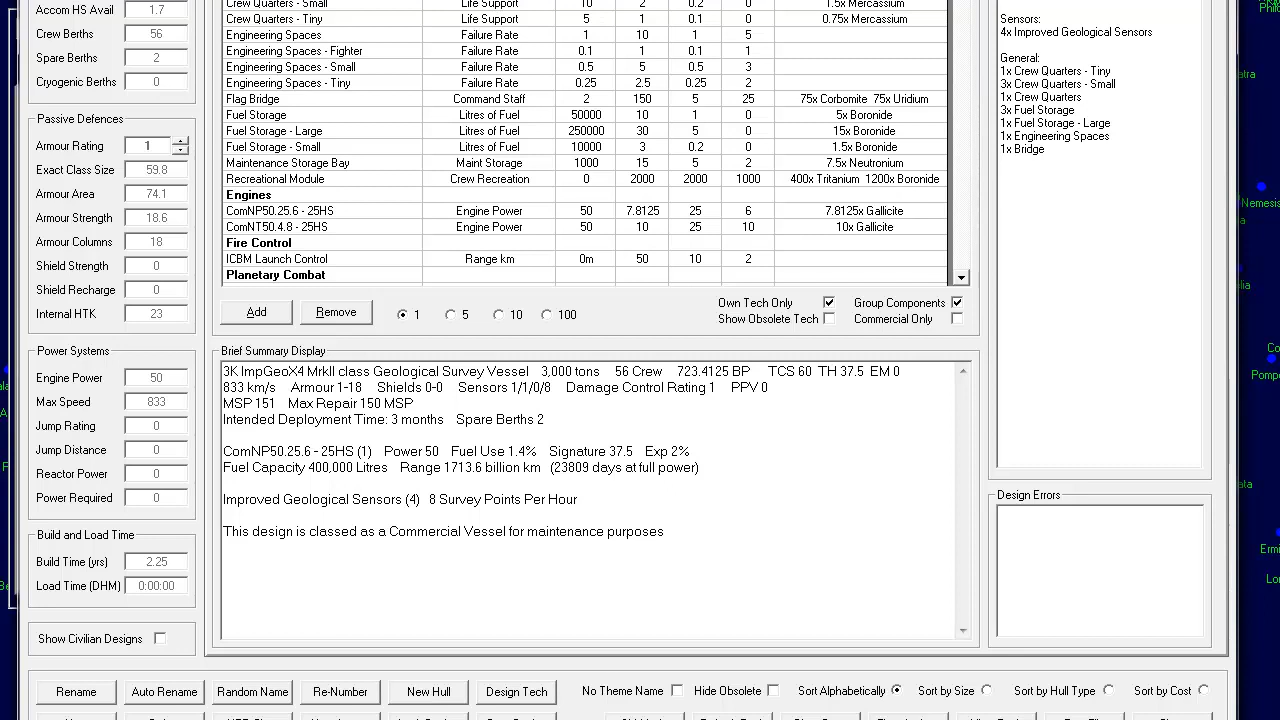 Accom HS Avail 1.7
Crew Berths 56
Spare Berths 2
Cryogenic Berths 0
Passive Defences
Armour Rating 1
Exact Class Size 59.8
Armour Area 74.1
Armour Strength 18.6
Armour Columns 18
Shield Strength 0
Shield Recharge 0
Internal HTK 23
Power Systems
Engine Power 50
Max Speed 833
Jump Rating 0
Jump Distance 0
Reactor Power 0
Power Required 0
Build and Load Time
Build Time (yrs) 2.25
Load Time (DHM) 0:00:00
Show Civilian Designs
Crew Quarters - Small Life Support 10 2 0.2 0 1.5x Mercassium
Crew Quarters - Tiny Life Support 5 1 0.1 0 0.75x Mercassium
Engineering Spaces Failure Rate 1 10 1 5
Engineering Spaces - Fighter Failure Rate 0.1 1 0.1 1
Engineering Spaces - Small Failure Rate 0.5 5 0.5 3
Engineering Spaces - Tiny Failure Rate 0.25 2.5 0.25 2
Flag Bridge Command Staff 2 150 5 25 75x Corbomite 75x Uridium
Fuel Storage Litres of Fuel 50000 10 1 0 5x Boronide
Fuel Storage - Large Litres of Fuel 250000 30 5 0 15x Boronide
Fuel Storage - Small Litres of Fuel 10000 3 0.2 0 1.5x Boronide
Maintenance Storage Bay Maint Storage 1000 15 5 2 7.5x Neutronium
Recreational Module Crew Recreation 0 2000 2000 1000 400x Tritanium 1200x Boronide
Engines
ComNP50.25.6 - 25HS Engine Power 50 7.8125 25 6 7.8125x Gallicite
ComNT50.4.8 - 25HS Engine Power 50 10 25 10 10x Gallicite
Fire Control
ICBM Launch Control Range km 0m 50 10 2
Planetary Combat
Add Remove 1 5 10 100
Own Tech Only Group Components
Show Obsolete Tech Commercial Only
Brief Summary Display
3K ImpGeoX4 MrkII class Geological Survey Vessel 3,000 tons 56 Crew 723.4125 BP TCS 60 TH 37.5 EM 0
833 km/s Armour 1-18 Shields 0-0 Sensors 1/1/0/8 Damage Control Rating 1 PPV 0
MSP 151 Max Repair 150 MSP
Intended Deployment Time: 3 months Spare Berths 2
ComNP50.25.6 - 25HS (1) Power 50 Fuel Use 1.4% Signature 37.5 Exp 2%
Fuel Capacity 400,000 Litres Range 1713.6 billion km (23809 days at full power)
Improved Geological Sensors (4) 8 Survey Points Per Hour
This design is classed as a Commercial Vessel for maintenance purposes
Sensors:
4x Improved Geological Sensors
General:
1x Crew Quarters - Tiny
3x Crew Quarters - Small
1x Crew Quarters
3x Fuel Storage
1x Fuel Storage - Large
1x Engineering Spaces
1x Bridge
Design Errors
Rename Auto Rename Random Name Re-Number New Hull Design Tech
No Theme Name Hide Obsolete Sort Alphabetically Sort by Size Sort by Hull Type Sort by Cost
Nemesis